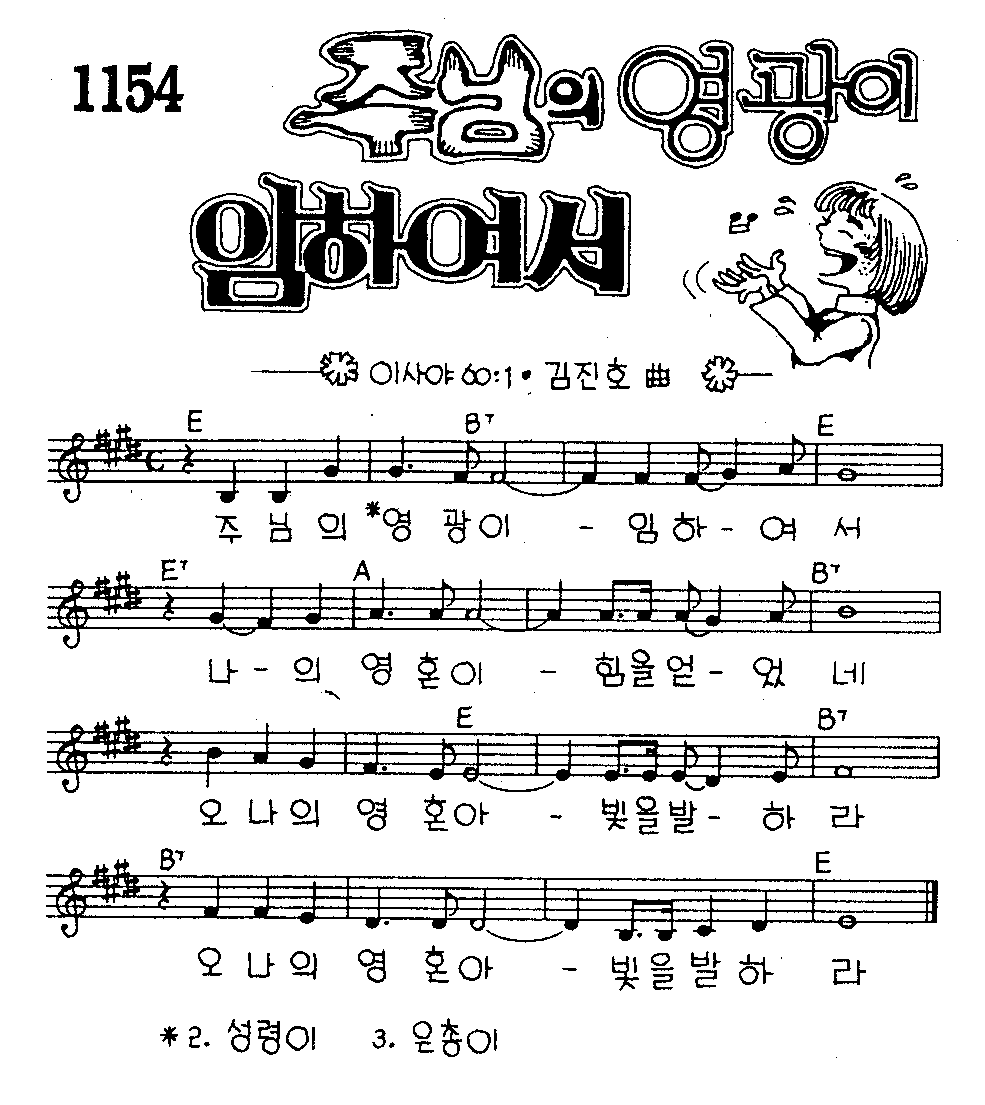 1154
주님의 영광이
임하여서
이사야 60:1 • 김진호 曲
E B7 E
주 님 의 *영 광 이 - 임 하 - 여 서
E7 A B7
나 - 의 영 혼 이 - 힘 을 얻 - 었 네
E B7
오 나 의 영 혼 아 - 빛 을 발 - 하 라
B7 E
오 나 의 영 혼 아 - 빛 을 발 하 라
*2. 성령이 3. 은총이